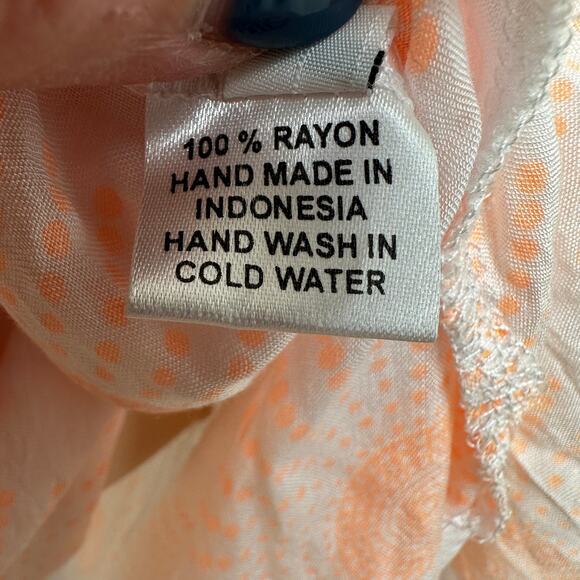 100 % RAYON
HAND MADE IN
INDONESIA
HAND WASH IN
COLD WATER